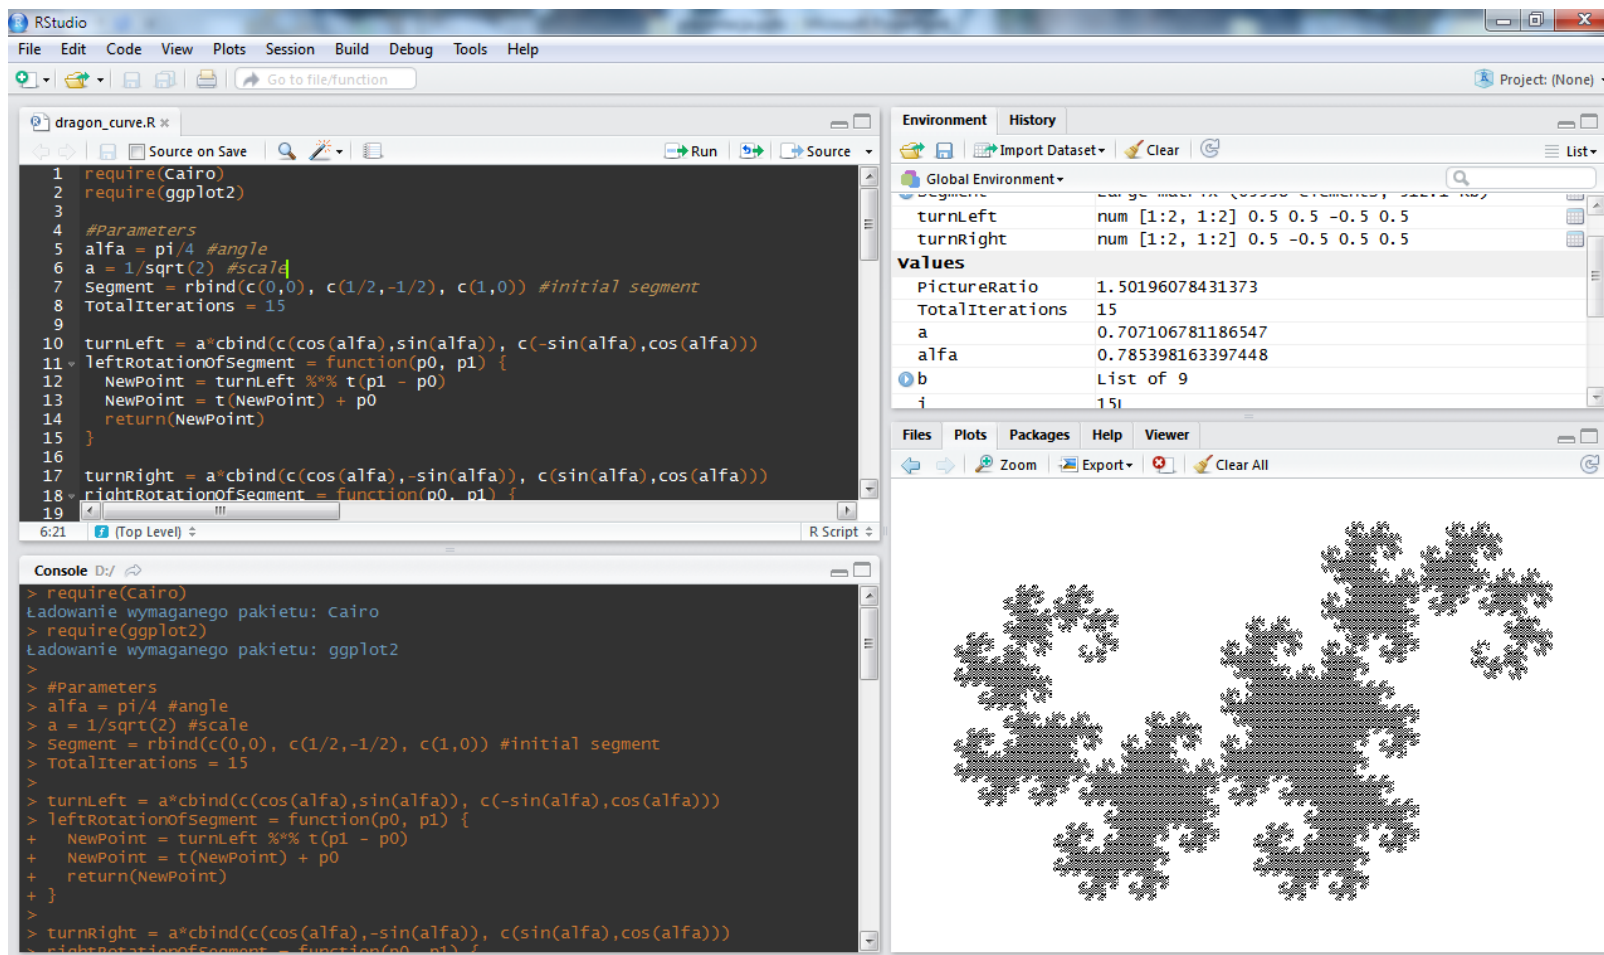 RStudio
File Edit Code View Plots Session Build Debug Tools Help
Go to file/function
Project: (None)
dragon_curve.R
Source on Save
Run
Source
1 require(Cairo)
2 require(ggplot2)
3
4 #Parameters
5 alfa = pi/4 #angle
6 a = 1/sqrt(2) #scale
7 Segment = rbind(c(0,0), c(1/2,-1/2), c(1,0)) #initial segment
8 TotalIterations = 15
9
10 turnLeft = a*cbind(c(cos(alfa),sin(alfa)), c(-sin(alfa),cos(alfa)))
11 leftRotationOfSegment = function(p0, p1) {
12 NewPoint = turnLeft %*% t(p1 - p0)
13 NewPoint = t(NewPoint) + p0
14 return(NewPoint)
15 }
16
17 turnRight = a*cbind(c(cos(alfa),-sin(alfa)), c(sin(alfa),cos(alfa)))
18 rightRotationOfSegment = function(p0, p1) {
19
6:21 (Top Level) R Script
Console D:/
> require(Cairo)
Ładowanie wymaganego pakietu: Cairo
> require(ggplot2)
Ładowanie wymaganego pakietu: ggplot2
>
> #Parameters
> alfa = pi/4 #angle
> a = 1/sqrt(2) #scale
> Segment = rbind(c(0,0), c(1/2,-1/2), c(1,0)) #initial segment
> TotalIterations = 15
>
> turnLeft = a*cbind(c(cos(alfa),sin(alfa)), c(-sin(alfa),cos(alfa)))
> leftRotationOfSegment = function(p0, p1) {
+ NewPoint = turnLeft %*% t(p1 - p0)
+ NewPoint = t(NewPoint) + p0
+ return(NewPoint)
+ }
>
> turnRight = a*cbind(c(cos(alfa),-sin(alfa)), c(sin(alfa),cos(alfa)))
> rightRotationOfSegment = function(p0, p1) {
Environment History
Import Dataset Clear List
Global Environment
Segment Large matrix
turnLeft num [1:2, 1:2] 0.5 0.5 -0.5 0.5
turnRight num [1:2, 1:2] 0.5 -0.5 0.5 0.5
Values
PictureRatio 1.50196078431373
TotalIterations 15
a 0.707106781186547
alfa 0.785398163397448
b List of 9
i 15L
Files Plots Packages Help Viewer
Zoom Export Clear All